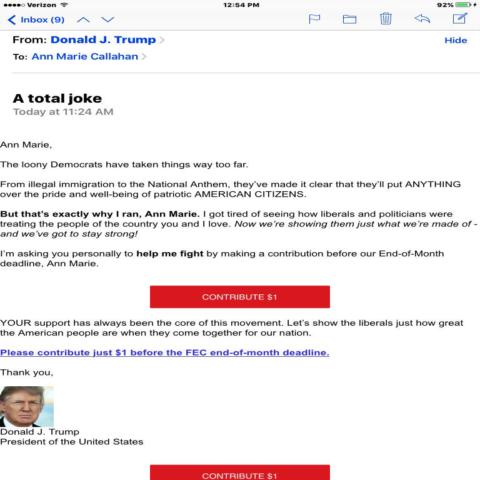 Verizon 12:54 PM 92%
Inbox (9)
From: Donald J. Trump
Hide
To: Ann Marie Callahan
A total joke
Today at 11:24 AM
Ann Marie,
The loony Democrats have taken things way too far.
From illegal immigration to the National Anthem, they've made it clear that they'll put ANYTHING
over the pride and well-being of patriotic AMERICAN CITIZENS.
But that's exactly why I ran, Ann Marie. I got tired of seeing how liberals and politicians were
treating the people of the country you and I love. Now we're showing them just what we're made of -
and we've got to stay strong!
I'm asking you personally to help me fight by making a contribution before our End-of-Month
deadline, Ann Marie.
CONTRIBUTE $1
YOUR support has always been the core of this movement. Let's show the liberals just how great
the American people are when they come together for our nation.
Please contribute just $1 before the FEC end-of-month deadline.
Thank you,
Donald J. Trump
President of the United States
CONTRIBUTE $1